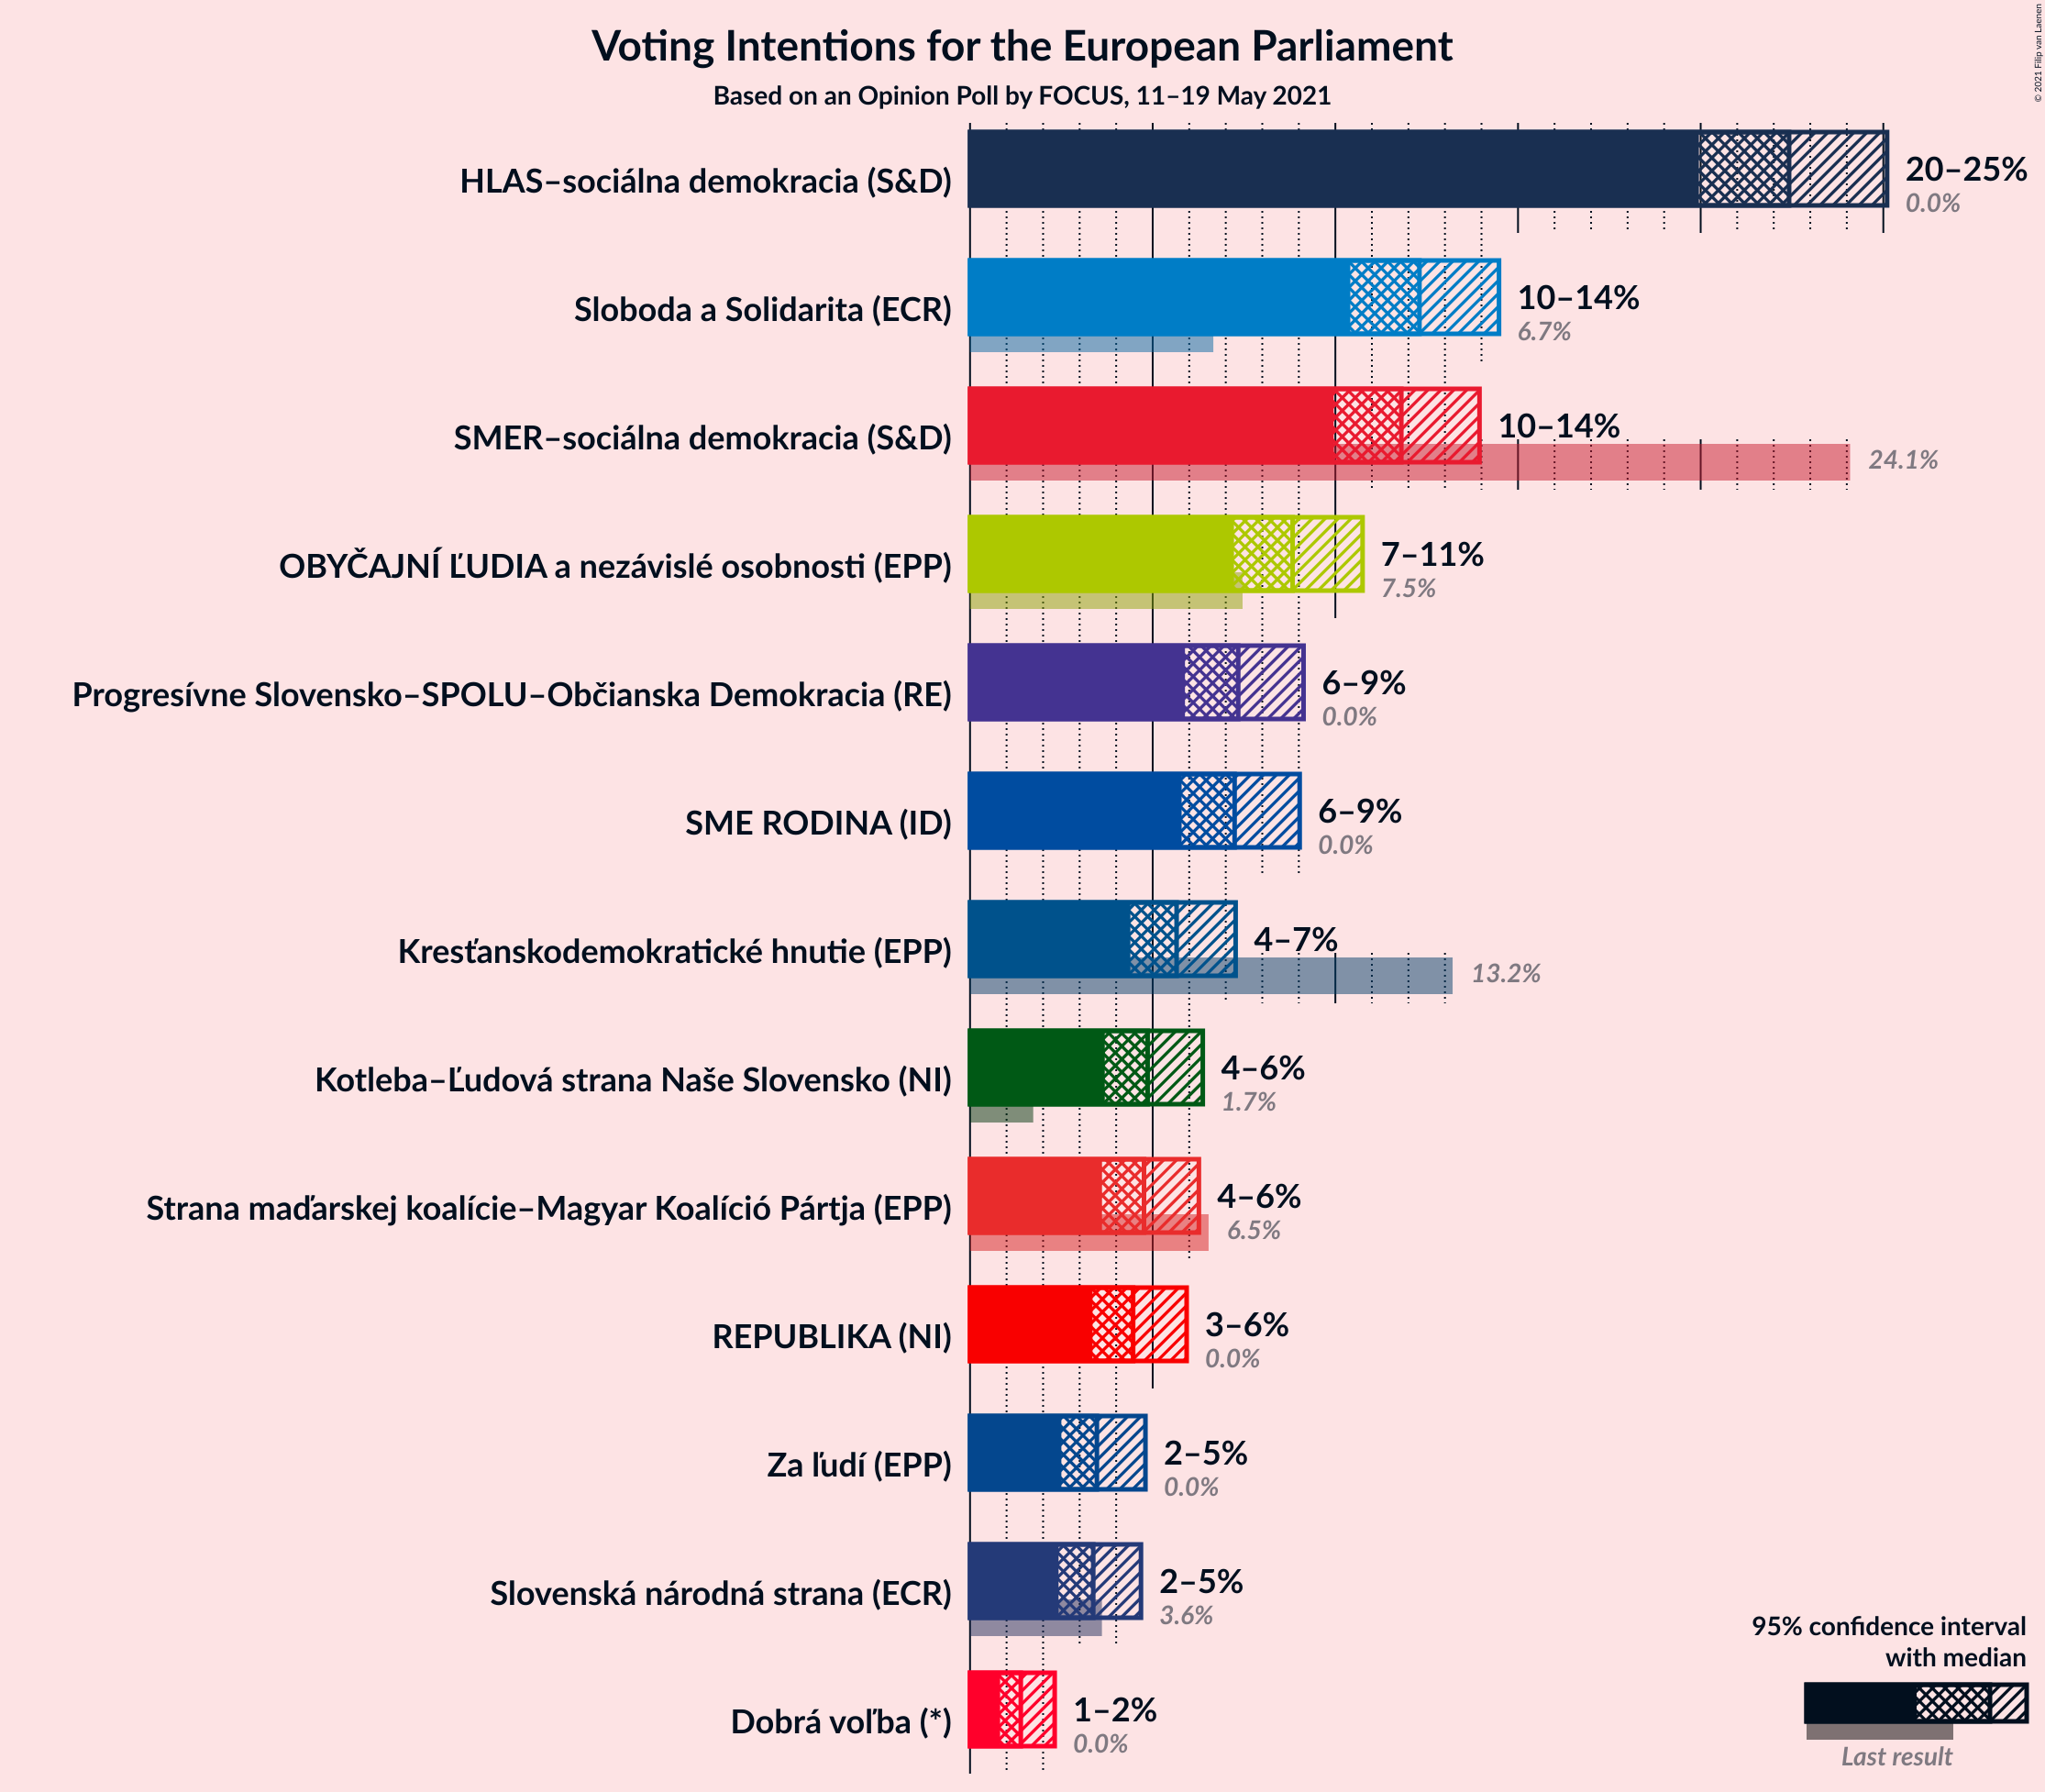 Voting Intentions for the European Parliament
Based on an Opinion Poll by FOCUS, 11–19 May 2021
© 2021 Filip van Laenen
HLAS–sociálna demokracia (S&D)
20–25%
0.0%
Sloboda a Solidarita (ECR)
10–14%
6.7%
SMER–sociálna demokracia (S&D)
10–14%
24.1%
OBYČAJNÍ ĽUDIA a nezávislé osobnosti (EPP)
7–11%
7.5%
Progresívne Slovensko–SPOLU–Občianska Demokracia (RE)
6–9%
0.0%
SME RODINA (ID)
6–9%
0.0%
Kresťanskodemokratické hnutie (EPP)
4–7%
13.2%
Kotleba–Ľudová strana Naše Slovensko (NI)
4–6%
1.7%
Strana maďarskej koalície–Magyar Koalíció Pártja (EPP)
4–6%
6.5%
REPUBLIKA (NI)
3–6%
0.0%
Za ľudí (EPP)
2–5%
0.0%
Slovenská národná strana (ECR)
2–5%
3.6%
Dobrá voľba (*)
1–2%
0.0%
95% confidence interval
with median
Last result